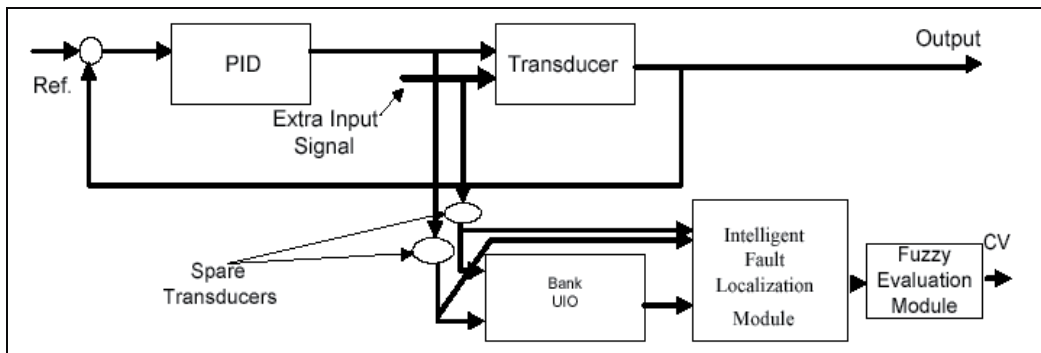 Output
PID
Transducer
Ref.
Extra Input
Signal
Intelligent
Fault
Localization
Module
CV
Fuzzy
Evaluation
Module
Spare
Transducers
Bank
UIO